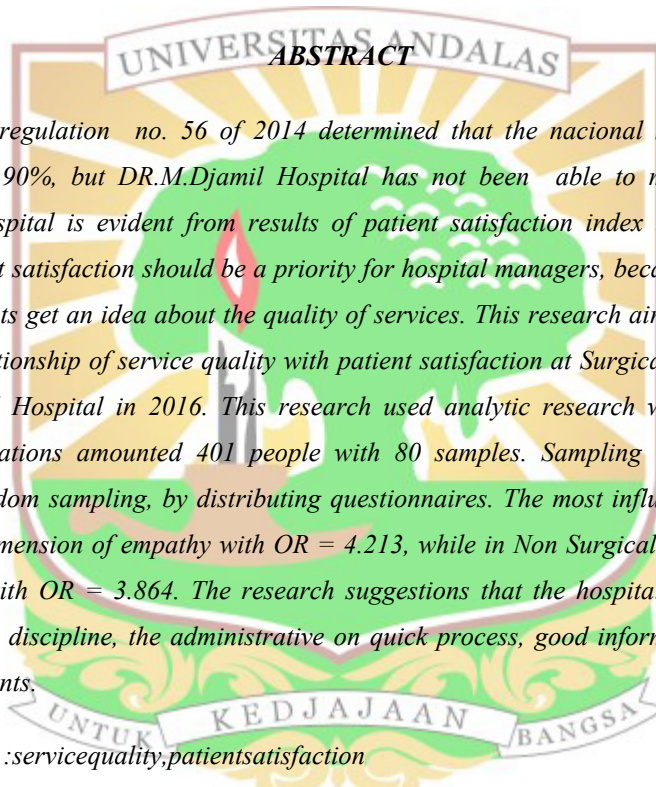 UNIVERSITAS ANDALAS
ABSTRACT
regulation no. 56 of 2014 determined that the nacional
90%, but DR.M.Djamil Hospital has not been able to
spital is evident from results of patient satisfaction index
t satisfaction should be a priority for hospital managers, beca
ts get an idea about the quality of services. This research aim
tionship of service quality with patient satisfaction at Surgica
Hospital in 2016. This research used analytic research
ations amounted 401 people with 80 samples. Sampling
dom sampling, by distributing questionnaires. The most influ
mension of empathy with OR = 4.213, while in Non Surgical
ith OR = 3.864. The research suggestions that the hospital
discipline, the administrative on quick process, good inform
nts.
UNTUK KEDJAJAAN BANGSA
:servicequality,patientsatisfaction